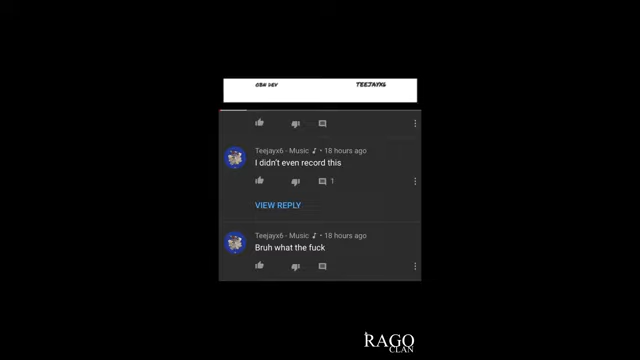 OBN DEV TEEJAYX6
Teejayx6 - Music ♪ • 18 hours ago
I didn't even record this
1
VIEW REPLY
Teejayx6 - Music ♪ • 18 hours ago
Bruh what the fuck
RAGO
CLAN